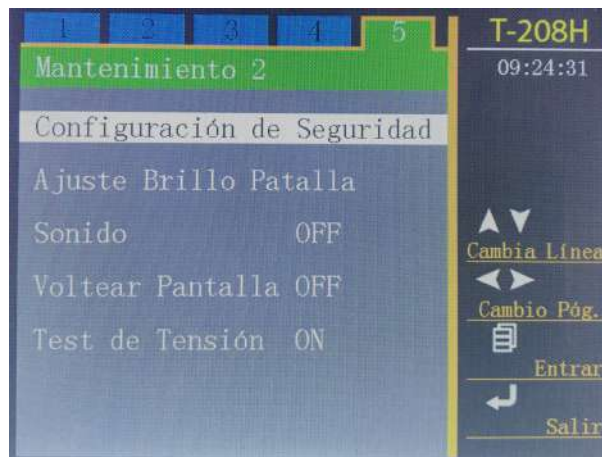 1 2 3 4 5
T-208H
Mantenimiento 2
09:24:31
Configuración de Seguridad
Ajuste Brillo Patalla
Sonido OFF
Voltear Pantalla OFF
Test de Tensión ON
Cambia Línea
Cambio Pág.
Entrar
Salir